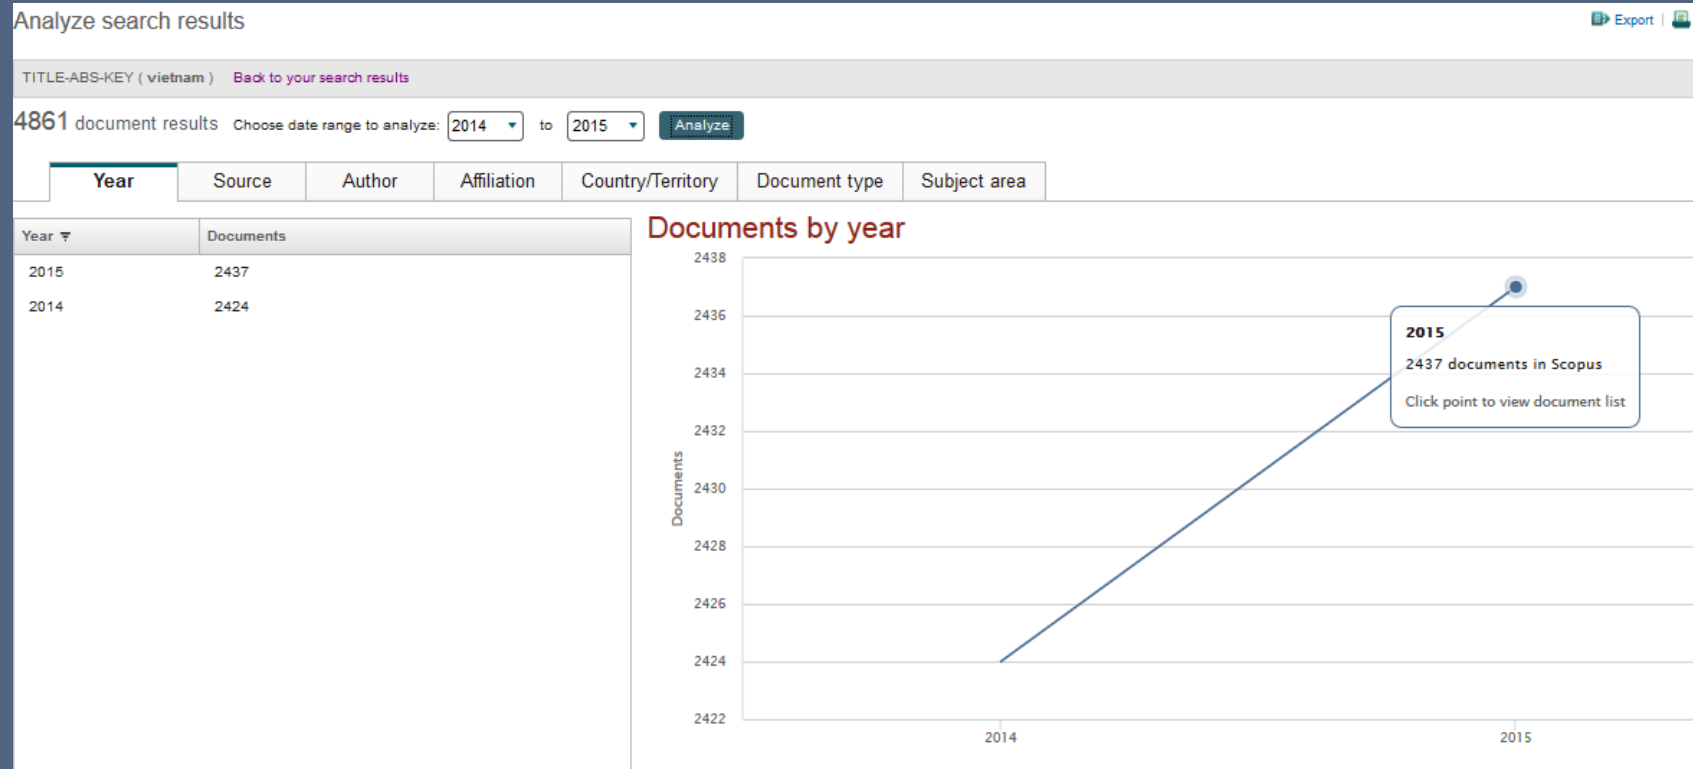 Analyze search results
Export |
TITLE-ABS-KEY ( vietnam ) Back to your search results
4861 document results Choose date range to analyze: 2014 to 2015 Analyze
Year Source Author Affiliation Country/Territory Document type Subject area
Year Documents
2015 2437
2014 2424
Documents by year
2438
2436
2434
2432
2430
2428
2426
2424
2422
Documents
2014 2015
2015
2437 documents in Scopus
Click point to view document list